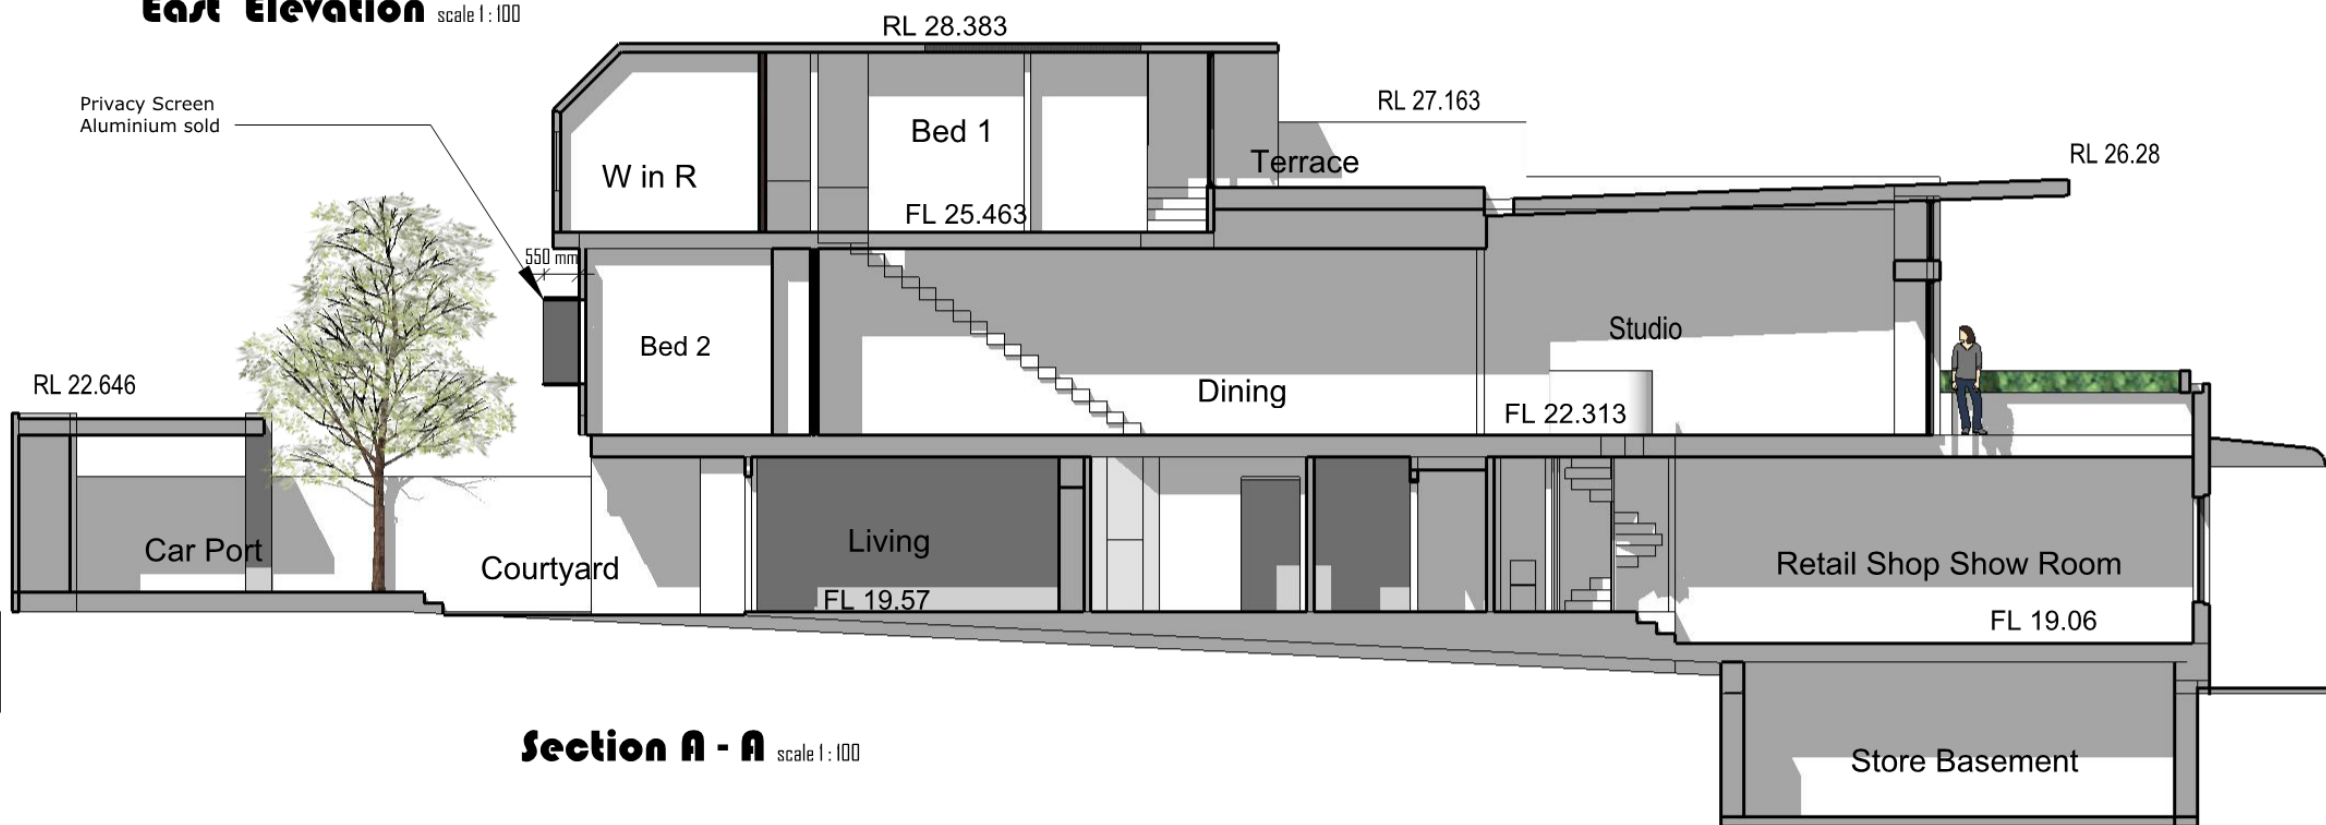 East Elevation scale 1 : 100
RL 28.383
Privacy Screen
Aluminium sold
RL 27.163
Bed 1
Terrace
RL 26.28
W in R
FL 25.463
550 mm
Studio
Bed 2
RL 22.646
Dining
FL 22.313
Living
Car Port
Courtyard
Retail Shop Show Room
FL 19.57
FL 19.06
Section A - A scale 1 : 100
Store Basement